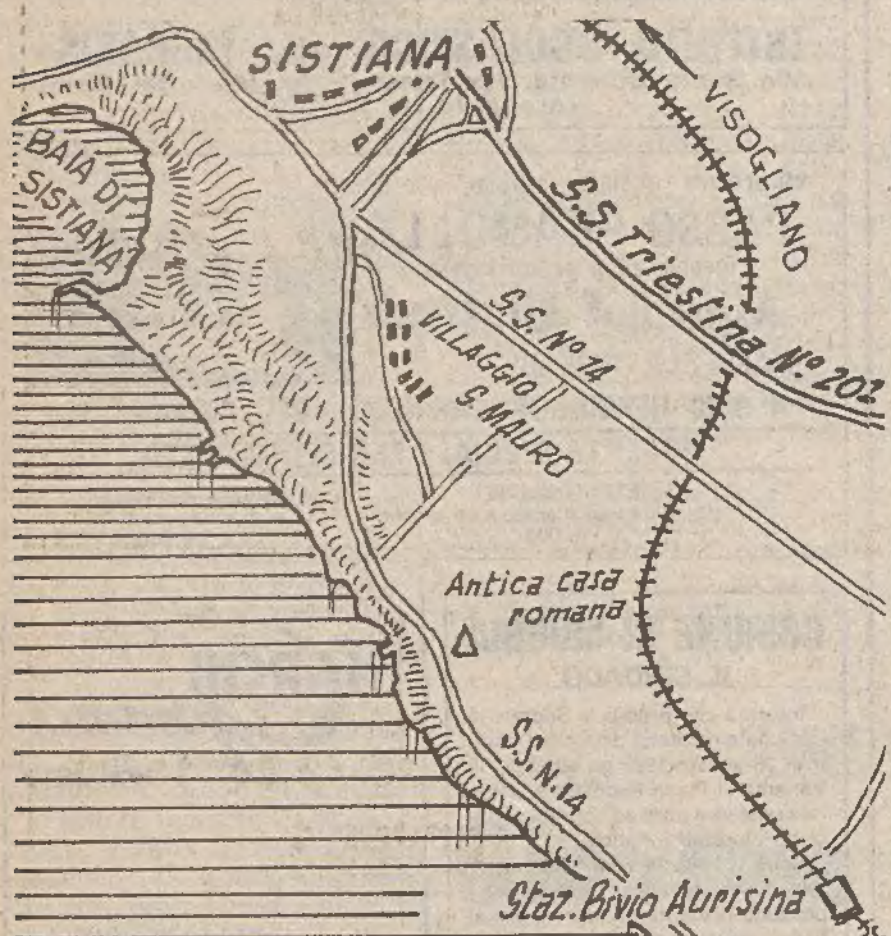 SISTIANA
VISOGLIANO
BAIA DI
SISTIANA
S.S. Triestina N.° 202
S.S. N° 14
VILLAGGIO
S. MAURO
Antica casa
romana
S.S. N. 14
Staz. Bivio Aurisina